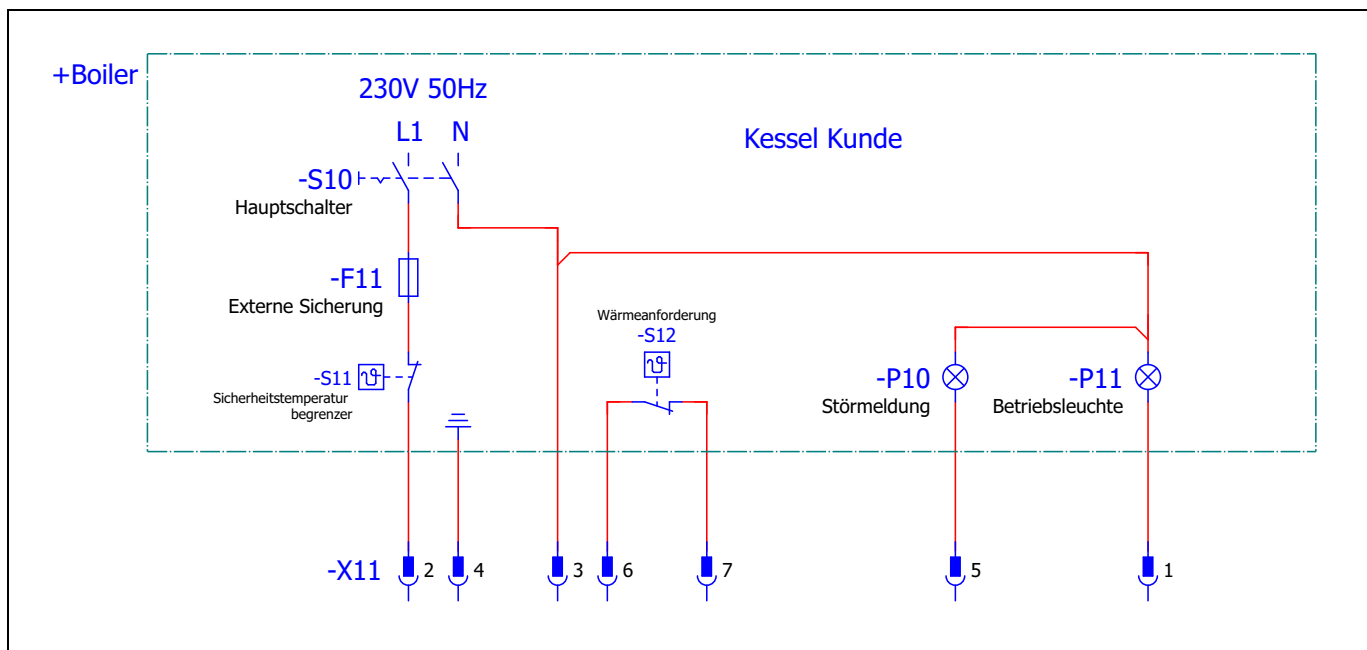 +Boiler
230V 50Hz
L1 N
Kessel Kunde
-S10
Hauptschalter
-F11
Externe Sicherung
Wärmeanforderung
-S12
-S11
Sicherheitstemperatur
begrenzer
-P10
Störmeldung
-P11
Betriebsleuchte
-X11 2 4 3 6 7 5 1